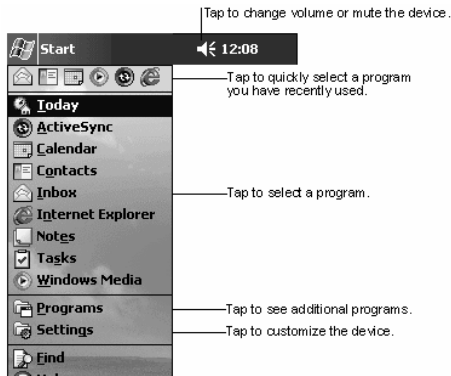 Tap to change volume or mute the device.
Start 12:08
Tap to quickly select a program
you have recently used.
Today
ActiveSync
Calendar
Contacts
Inbox
Tap to select a program.
Internet Explorer
Notes
Tasks
Windows Media
Programs
Tap to see additional programs.
Settings
Tap to customize the device.
Find